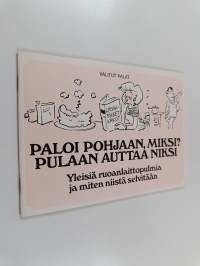 VALITUT PALAT
PALOI POHJAAN, MIKSI?
PULAAN AUTTAA NIKSI
Yleisiä ruoanlaittopulmia
ja miten niistä selvitään